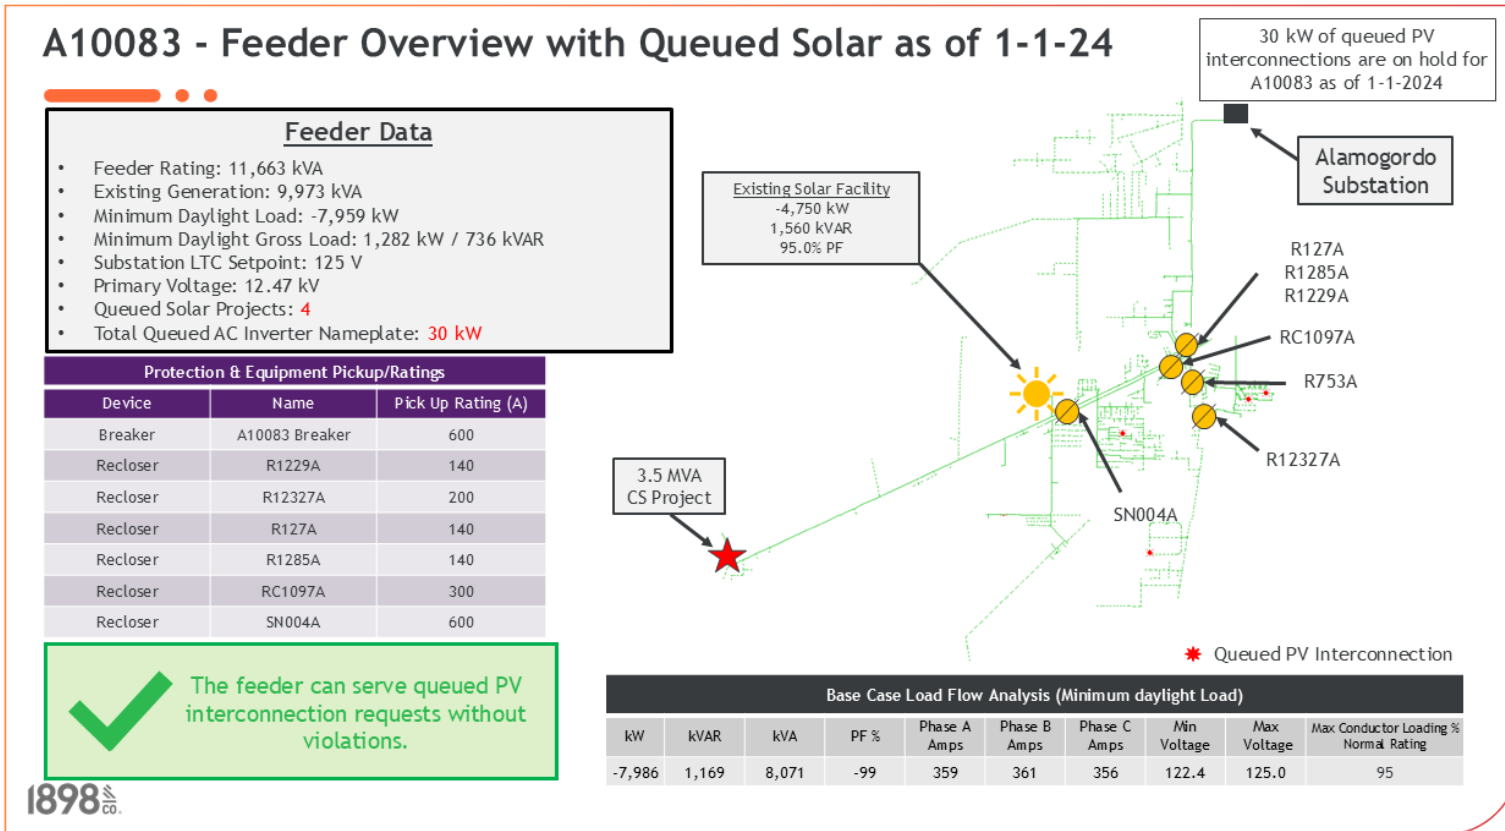 A10083 - Feeder Overview with Queued Solar as of 1-1-24
30 kW of queued PV
interconnections are on hold for
A10083 as of 1-1-2024
Feeder Data
• Feeder Rating: 11,663 kVA
• Existing Generation: 9,973 kVA
• Minimum Daylight Load: -7,959 kW
• Minimum Daylight Gross Load: 1,282 kW / 736 kVAR
• Substation LTC Setpoint: 125 V
• Primary Voltage: 12.47 kV
• Queued Solar Projects: 4
• Total Queued AC Inverter Nameplate: 30 kW
Existing Solar Facility
-4,750 kW
1,560 kVAR
95.0% PF
Alamogordo
Substation
R127A
R1285A
R1229A
RC1097A
R753A
R12327A
SN004A
3.5 MVA
CS Project
Protection & Equipment Pickup/Ratings
Device Name Pick Up Rating (A)
Breaker A10083 Breaker 600
Recloser R1229A 140
Recloser R12327A 200
Recloser R127A 140
Recloser R1285A 140
Recloser RC1097A 300
Recloser SN004A 600
The feeder can serve queued PV
interconnection requests without
violations.
Queued PV Interconnection
Base Case Load Flow Analysis (Minimum daylight Load)
kW kVAR kVA PF % Phase A Amps Phase B Amps Phase C Amps Min Voltage Max Voltage Max Conductor Loading % Normal Rating
-7,986 1,169 8,071 -99 359 361 356 122.4 125.0 95
1898 & CO.